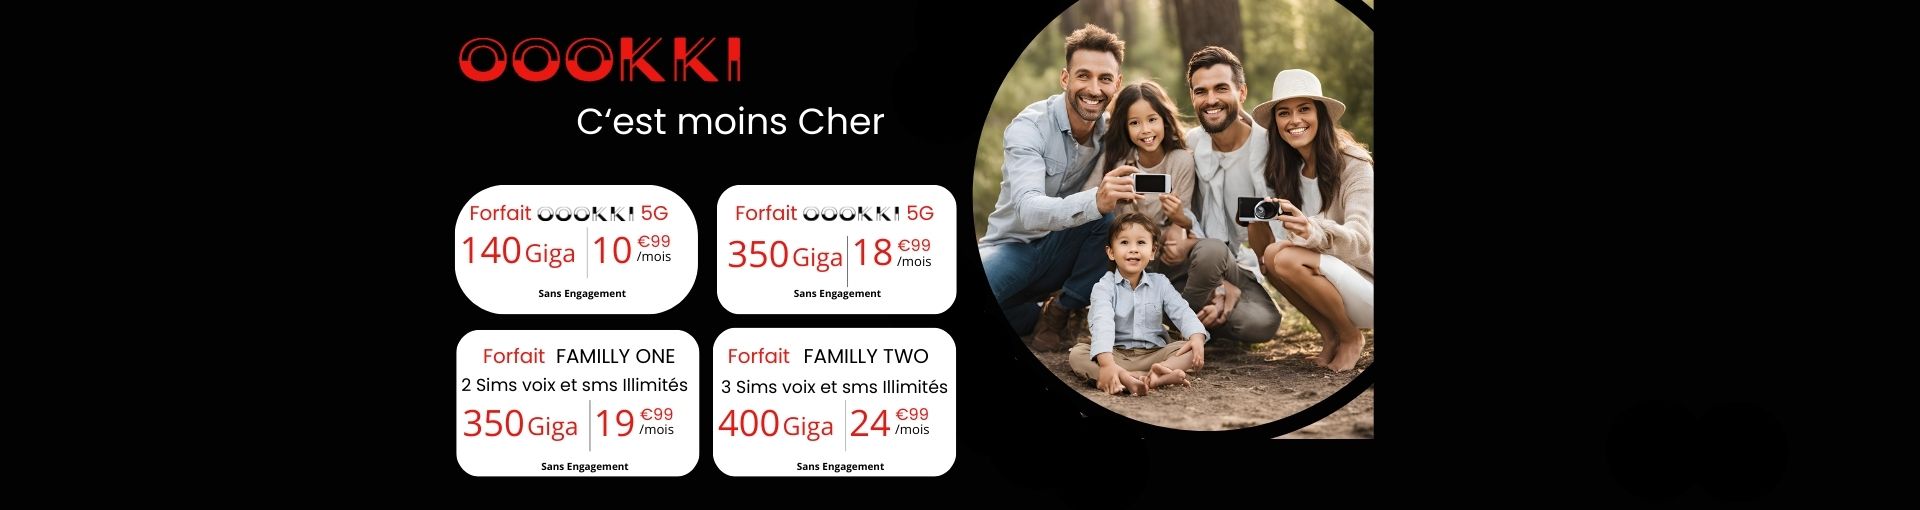 OOOKKI
C‘est moins Cher
Forfait OOOKKI 5G
140 Giga 10 €99 /mois
Sans Engagement
Forfait OOOKKI 5G
350 Giga 18 €99 /mois
Sans Engagement
Forfait FAMILLY ONE
2 Sims voix et sms Illimités
350 Giga 19 €99 /mois
Sans Engagement
Forfait FAMILLY TWO
3 Sims voix et sms Illimités
400 Giga 24 €99 /mois
Sans Engagement